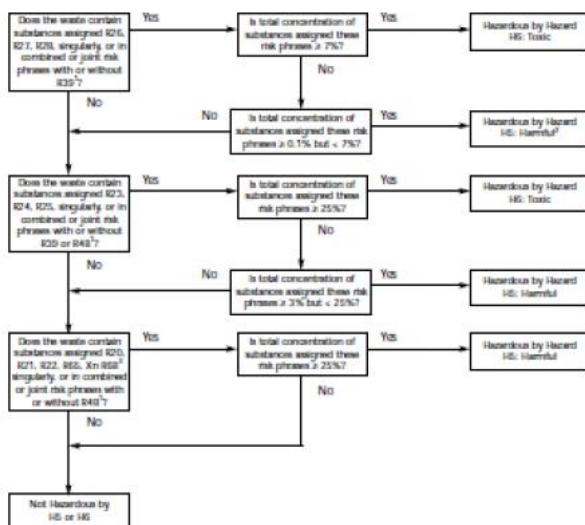 Does the waste contain
substances assigned R26,
R27, R28, singularly, or in
combined or joint risk
phrases with or without
R39¹?
Yes
Is total concentration of
substances assigned these
risk phrases ≥ 7%?
Yes
Hazardous by Hazard
H6: Toxic
No
No
Is total concentration of
substances assigned these risk
phrases ≥ 0.1% but < 7%?
No
Yes
Hazardous by Hazard
H5: Harmful²
Does the waste contain
substances assigned R23,
R24, R25, singularly, or in
combined or joint risk
phrases with or without
R39 or R48¹?
Yes
Is total concentration of
substances assigned these
risk phrases ≥ 25%?
Yes
Hazardous by Hazard
H6: Toxic
No
No
Is total concentration of
substances assigned these risk
phrases ≥ 3% but < 25%?
No
Yes
Hazardous by Hazard
H5: Harmful
Does the waste contain
substances assigned R20,
R21, R22, R65, Xn R68²
singularly, or in combined
or joint risk phrases with
or without R48¹?
Yes
Is total concentration of
substances assigned these
risk phrases ≥ 25%?
Yes
Hazardous by Hazard
H5: Harmful
No
No
Not Hazardous by
H5 or H6